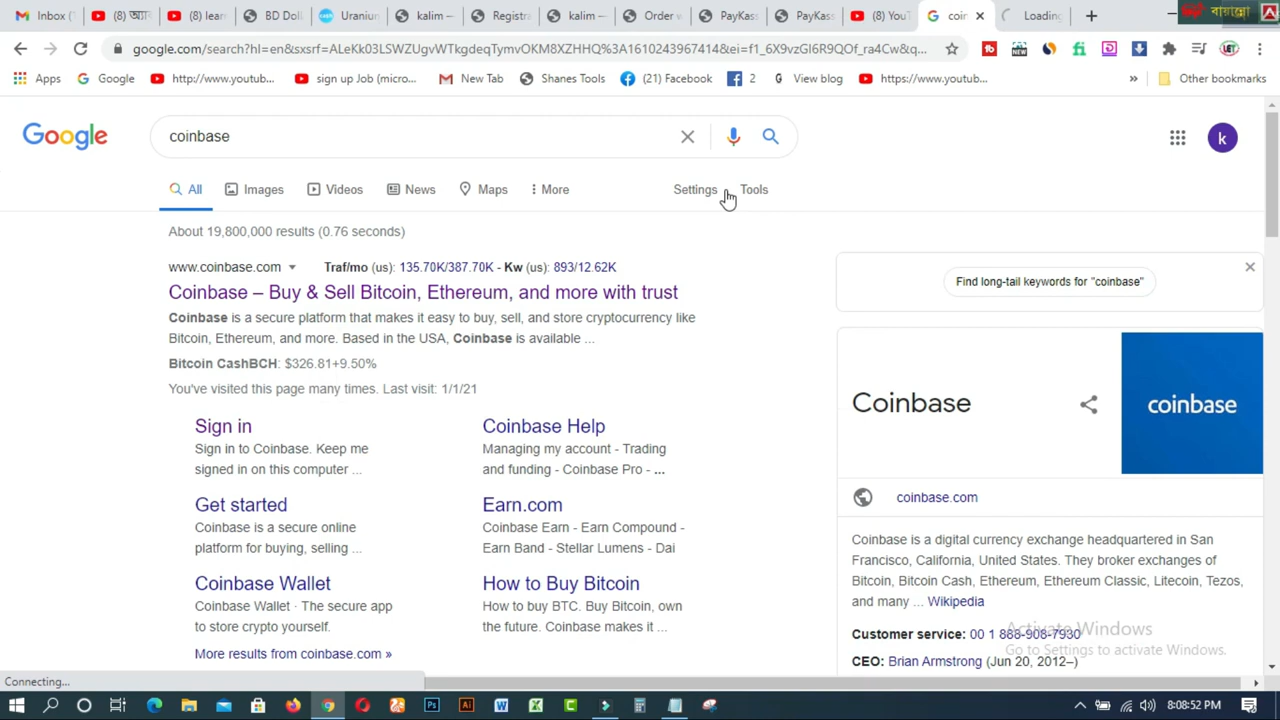 Inbox (1
(8) অ্যা
(8) lear
BD Doll
Uraniu
kalim –
Registra
kalim –
Order w
PayKass
PayKass
(8) YouT
coin
Loading
google.com/search?hl=en&sxsrf=ALeKk03LSWZUgvWTkgdeqTymvOKM8XZHHQ%3A1610243967414&ei=f1_6X9vzGI6R9QOf_ra4Cw&q...
Apps
Google
http://www.youtub...
sign up Job (micro...
New Tab
Shanes Tools
(21) Facebook
2
View blog
https://www.youtub...
»
Other bookmarks
Google
coinbase
k
All
Images
Videos
News
Maps
More
Settings
Tools
About 19,800,000 results (0.76 seconds)
www.coinbase.com Traf/mo (us): 135.70K/387.70K - Kw (us): 893/12.62K
Coinbase – Buy & Sell Bitcoin, Ethereum, and more with trust
Coinbase is a secure platform that makes it easy to buy, sell, and store cryptocurrency like
Bitcoin, Ethereum, and more. Based in the USA, Coinbase is available ...
Bitcoin CashBCH: $326.81+9.50%
You've visited this page many times. Last visit: 1/1/21
Sign in
Sign in to Coinbase. Keep me
signed in on this computer ...
Coinbase Help
Managing my account - Trading
and funding - Coinbase Pro - ...
Get started
Coinbase is a secure online
platform for buying, selling ...
Earn.com
Coinbase Earn - Earn Compound -
Earn Band - Stellar Lumens - Dai
Coinbase Wallet
Coinbase Wallet · The secure app
to store crypto yourself.
How to Buy Bitcoin
How to buy BTC. Buy Bitcoin, own
the future. Coinbase makes it ...
More results from coinbase.com »
Find long-tail keywords for "coinbase"
Coinbase
coinbase
coinbase.com
Coinbase is a digital currency exchange headquartered in San
Francisco, California, United States. They broker exchanges of
Bitcoin, Bitcoin Cash, Ethereum, Ethereum Classic, Litecoin, Tezos,
and many ... Wikipedia
Customer service: 00 1 888-908-7930
CEO: Brian Armstrong (Jun 20, 2012–)
Activate Windows
Go to Settings to activate Windows.
Connecting...
8:08:52 PM